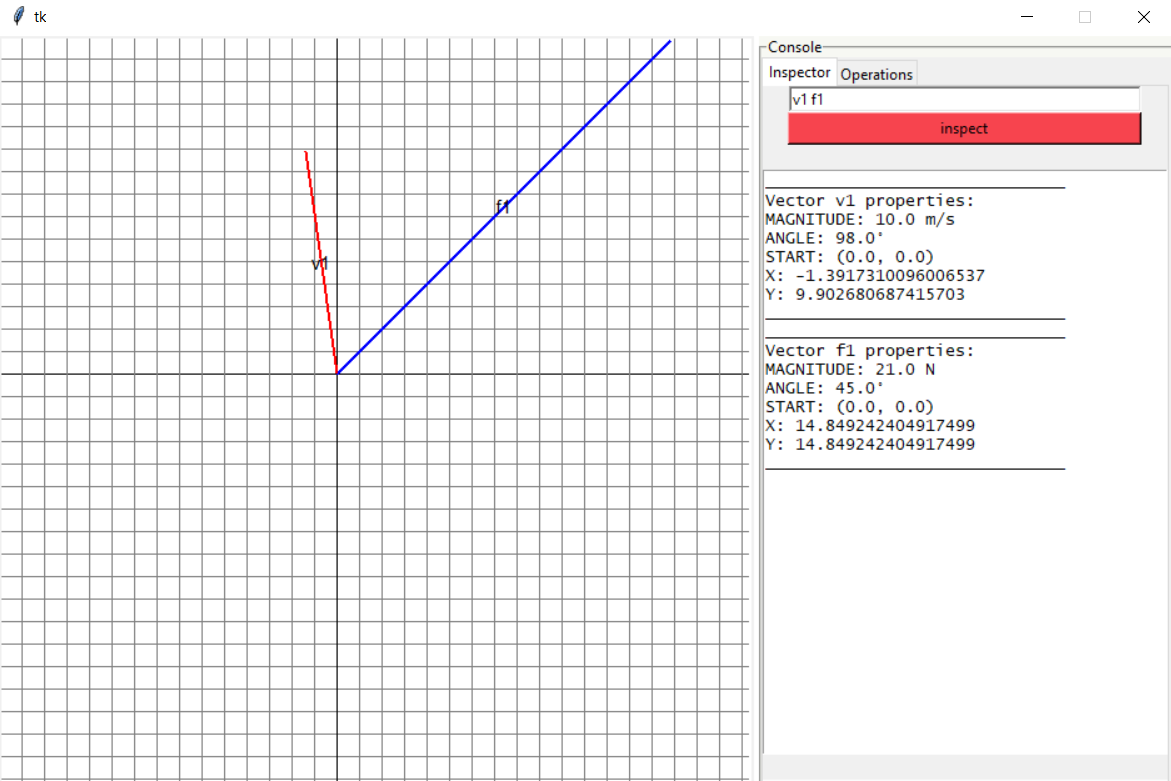 tk
f1
v1
Console
Inspector Operations
v1 f1
inspect
Vector v1 properties:
MAGNITUDE: 10.0 m/s
ANGLE: 98.0°
START: (0.0, 0.0)
X: -1.3917310096006537
Y: 9.902680687415703
Vector f1 properties:
MAGNITUDE: 21.0 N
ANGLE: 45.0°
START: (0.0, 0.0)
X: 14.849242404917499
Y: 14.849242404917499